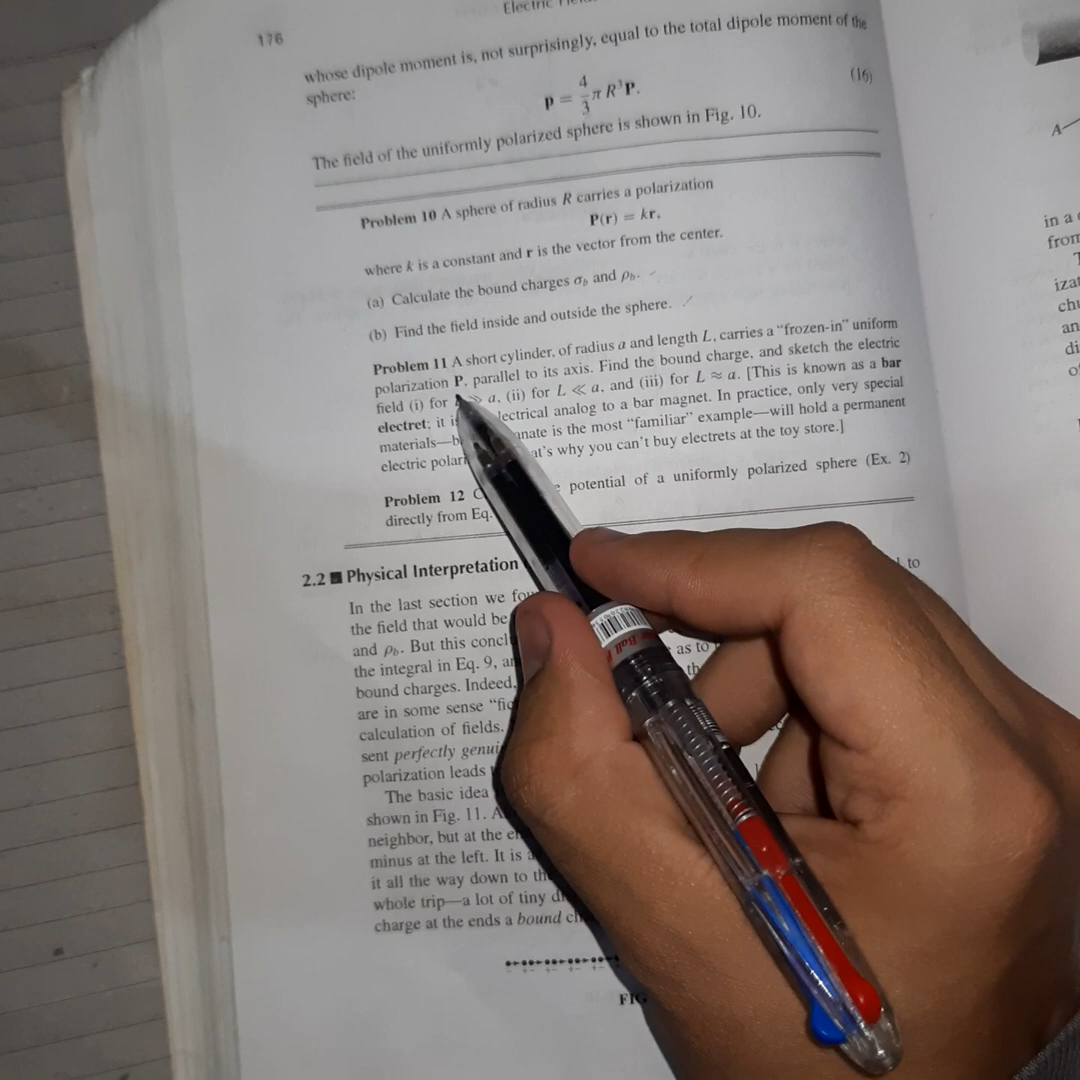 176
Electric
whose dipole moment is, not surprisingly, equal to the total dipole moment of the
sphere:
p = 4/3 π R³P.
(16)
The field of the uniformly polarized sphere is shown in Fig. 10.
Problem 10 A sphere of radius R carries a polarization
P(r) = kr,
where k is a constant and r is the vector from the center.
(a) Calculate the bound charges σb and ρb.
(b) Find the field inside and outside the sphere.
Problem 11 A short cylinder, of radius a and length L, carries a "frozen-in" uniform
polarization P, parallel to its axis. Find the bound charge, and sketch the electric
field (i) for ≫ a, (ii) for L ≪ a, and (iii) for L ≈ a. [This is known as a bar
electret; it is lectrical analog to a bar magnet. In practice, only very special
materials—b nate is the most "familiar" example—will hold a permanent
electric polari at's why you can't buy electrets at the toy store.]
Problem 12 C potential of a uniformly polarized sphere (Ex. 2)
directly from Eq.
2.2 ■ Physical Interpretation
In the last section we fou to
the field that would be
and ρb. But this concl as to
the integral in Eq. 9, an th
bound charges. Indeed,
are in some sense "fic
calculation of fields.
sent perfectly genui
polarization leads
The basic idea
shown in Fig. 11. A
neighbor, but at the en
minus at the left. It is a
it all the way down to th
whole trip—a lot of tiny di
charge at the ends a bound ch
FIG
A
in a
from
T
izat
chu
an
di
Ball